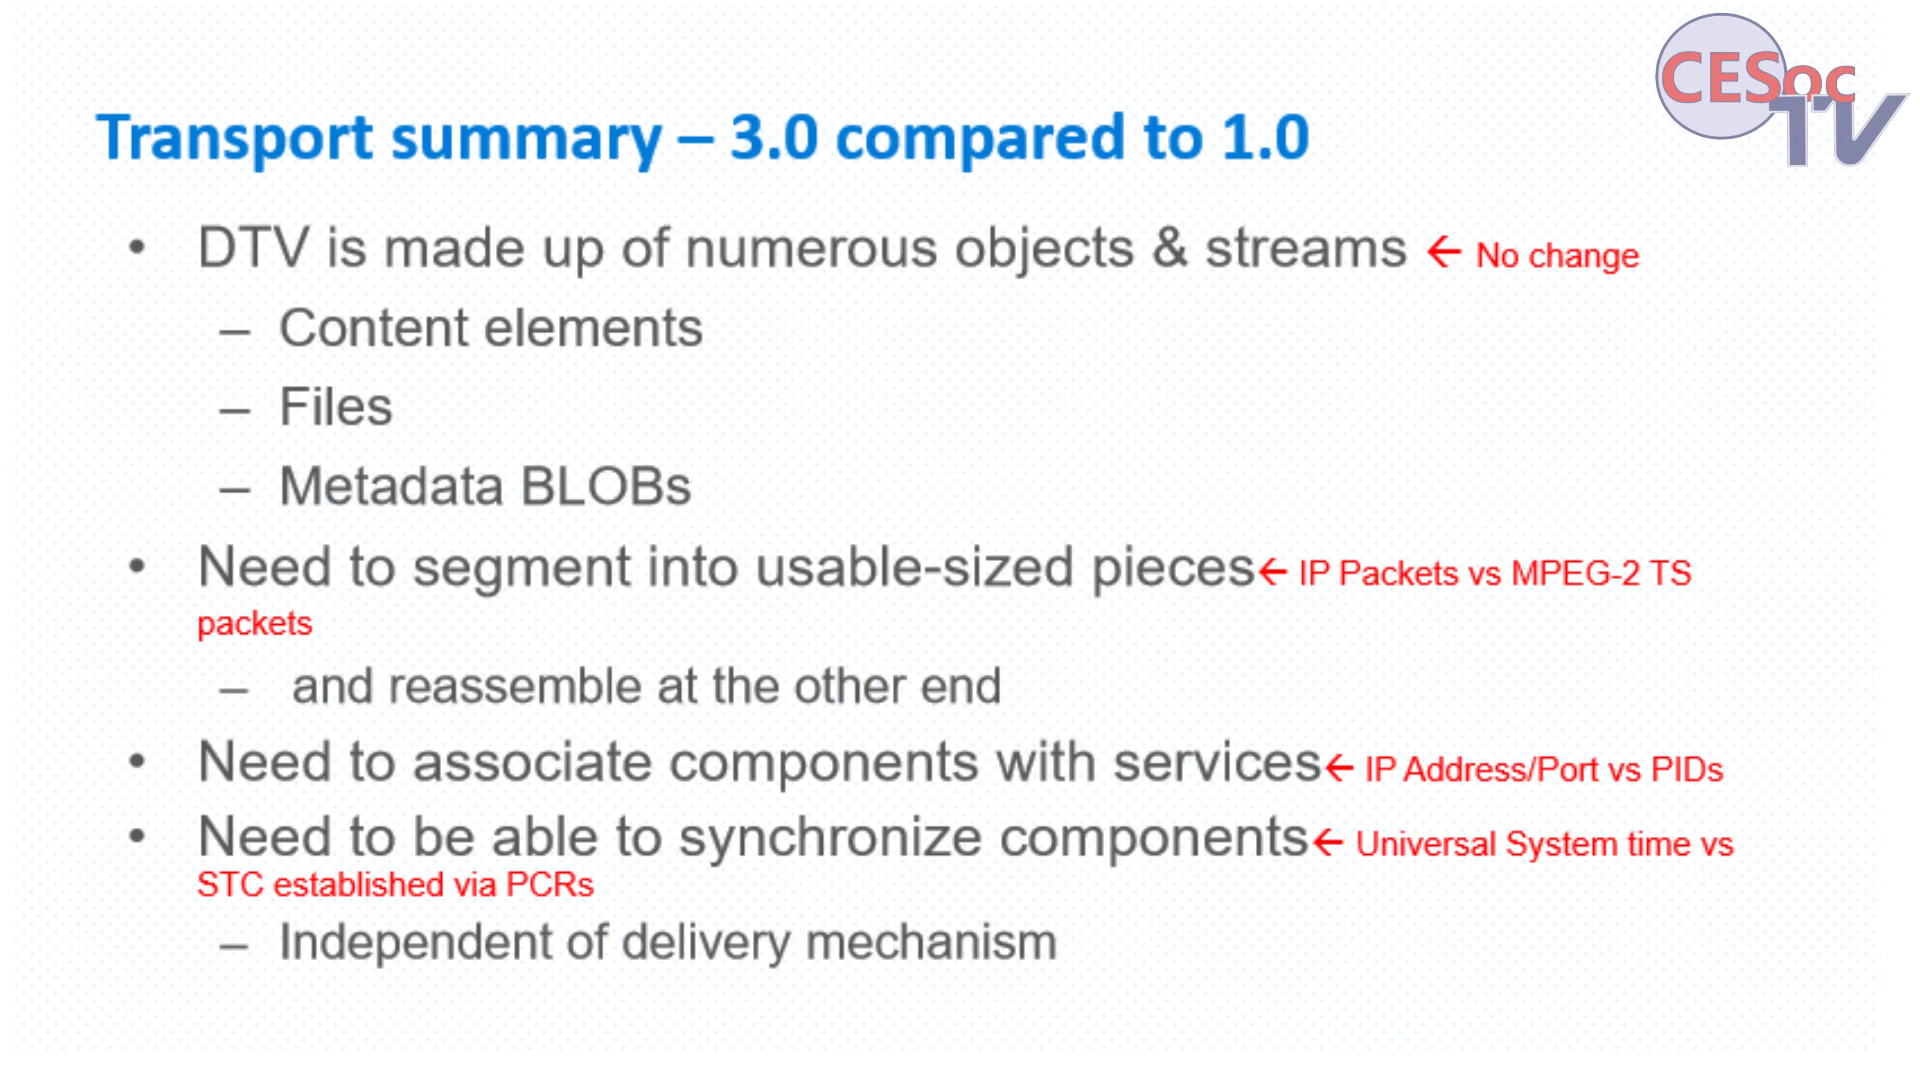 CESoc
TV
Transport summary – 3.0 compared to 1.0
• DTV is made up of numerous objects & streams ← No change
– Content elements
– Files
– Metadata BLOBs
• Need to segment into usable-sized pieces← IP Packets vs MPEG-2 TS
packets
– and reassemble at the other end
• Need to associate components with services← IP Address/Port vs PIDs
• Need to be able to synchronize components← Universal System time vs
STC established via PCRs
– Independent of delivery mechanism